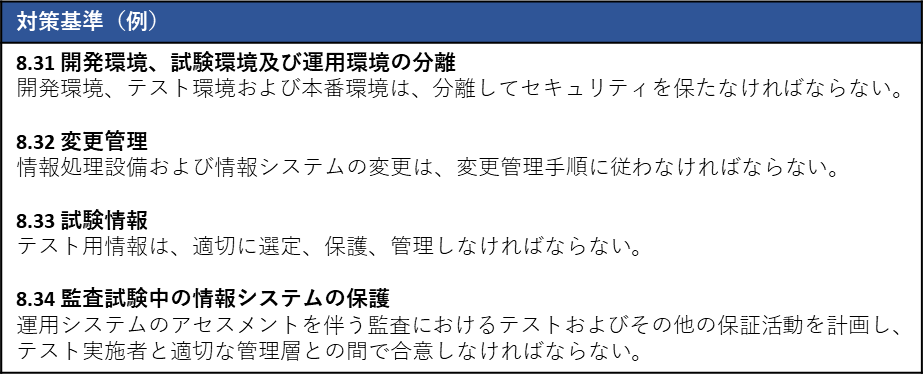 対策基準（例）
8.31 開発環境、試験環境及び運用環境の分離
開発環境、テスト環境および本番環境は、分離してセキュリティを保たなければならない。
8.32 変更管理
情報処理設備および情報システムの変更は、変更管理手順に従わなければならない。
8.33 試験情報
テスト用情報は、適切に選定、保護、管理しなければならない。
8.34 監査試験中の情報システムの保護
運用システムのアセスメントを伴う監査におけるテストおよびその他の保証活動を計画し、
テスト実施者と適切な管理層との間で合意しなければならない。